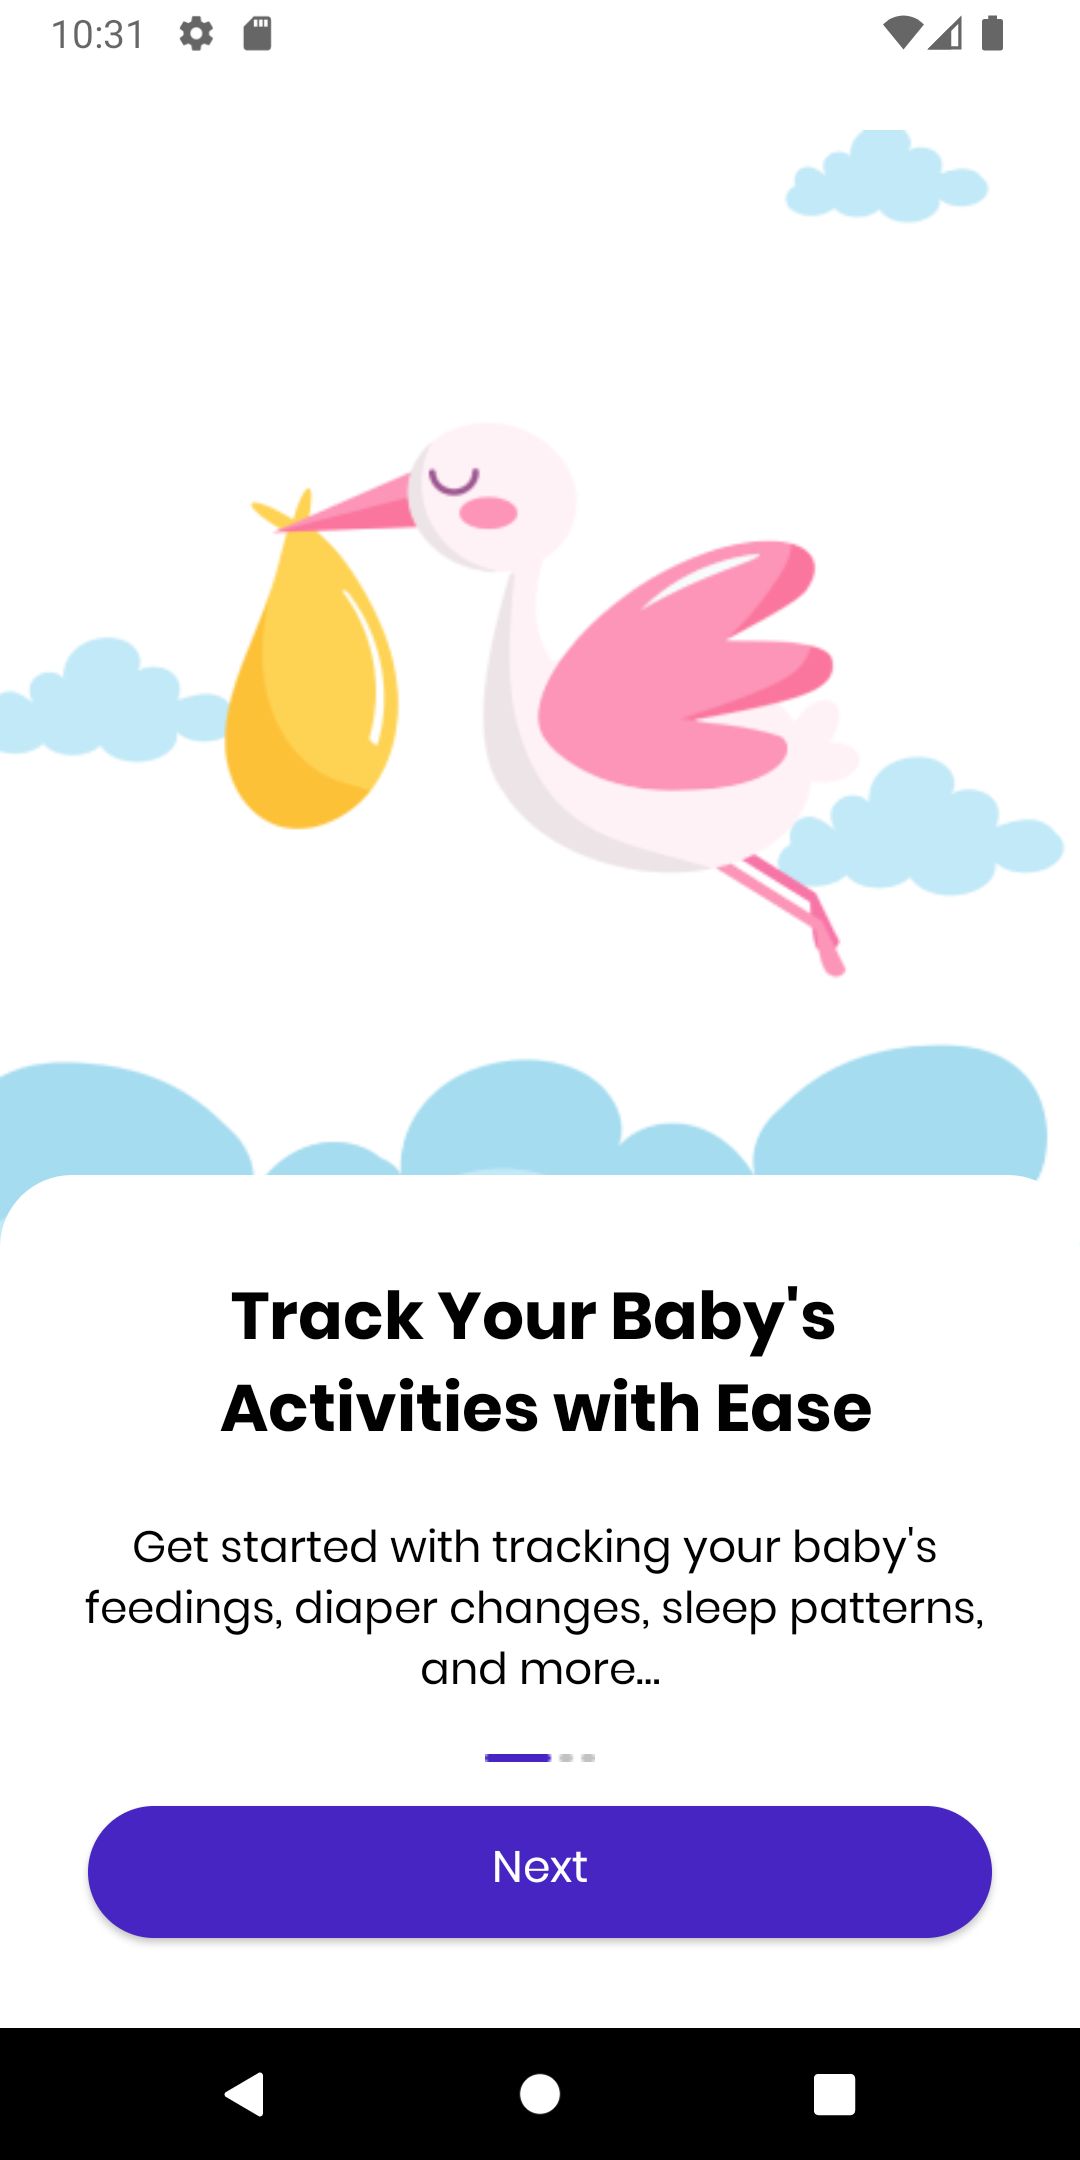 10:31
Track Your Baby's
Activities with Ease
Get started with tracking your baby's
feedings, diaper changes, sleep patterns,
and more...
Next